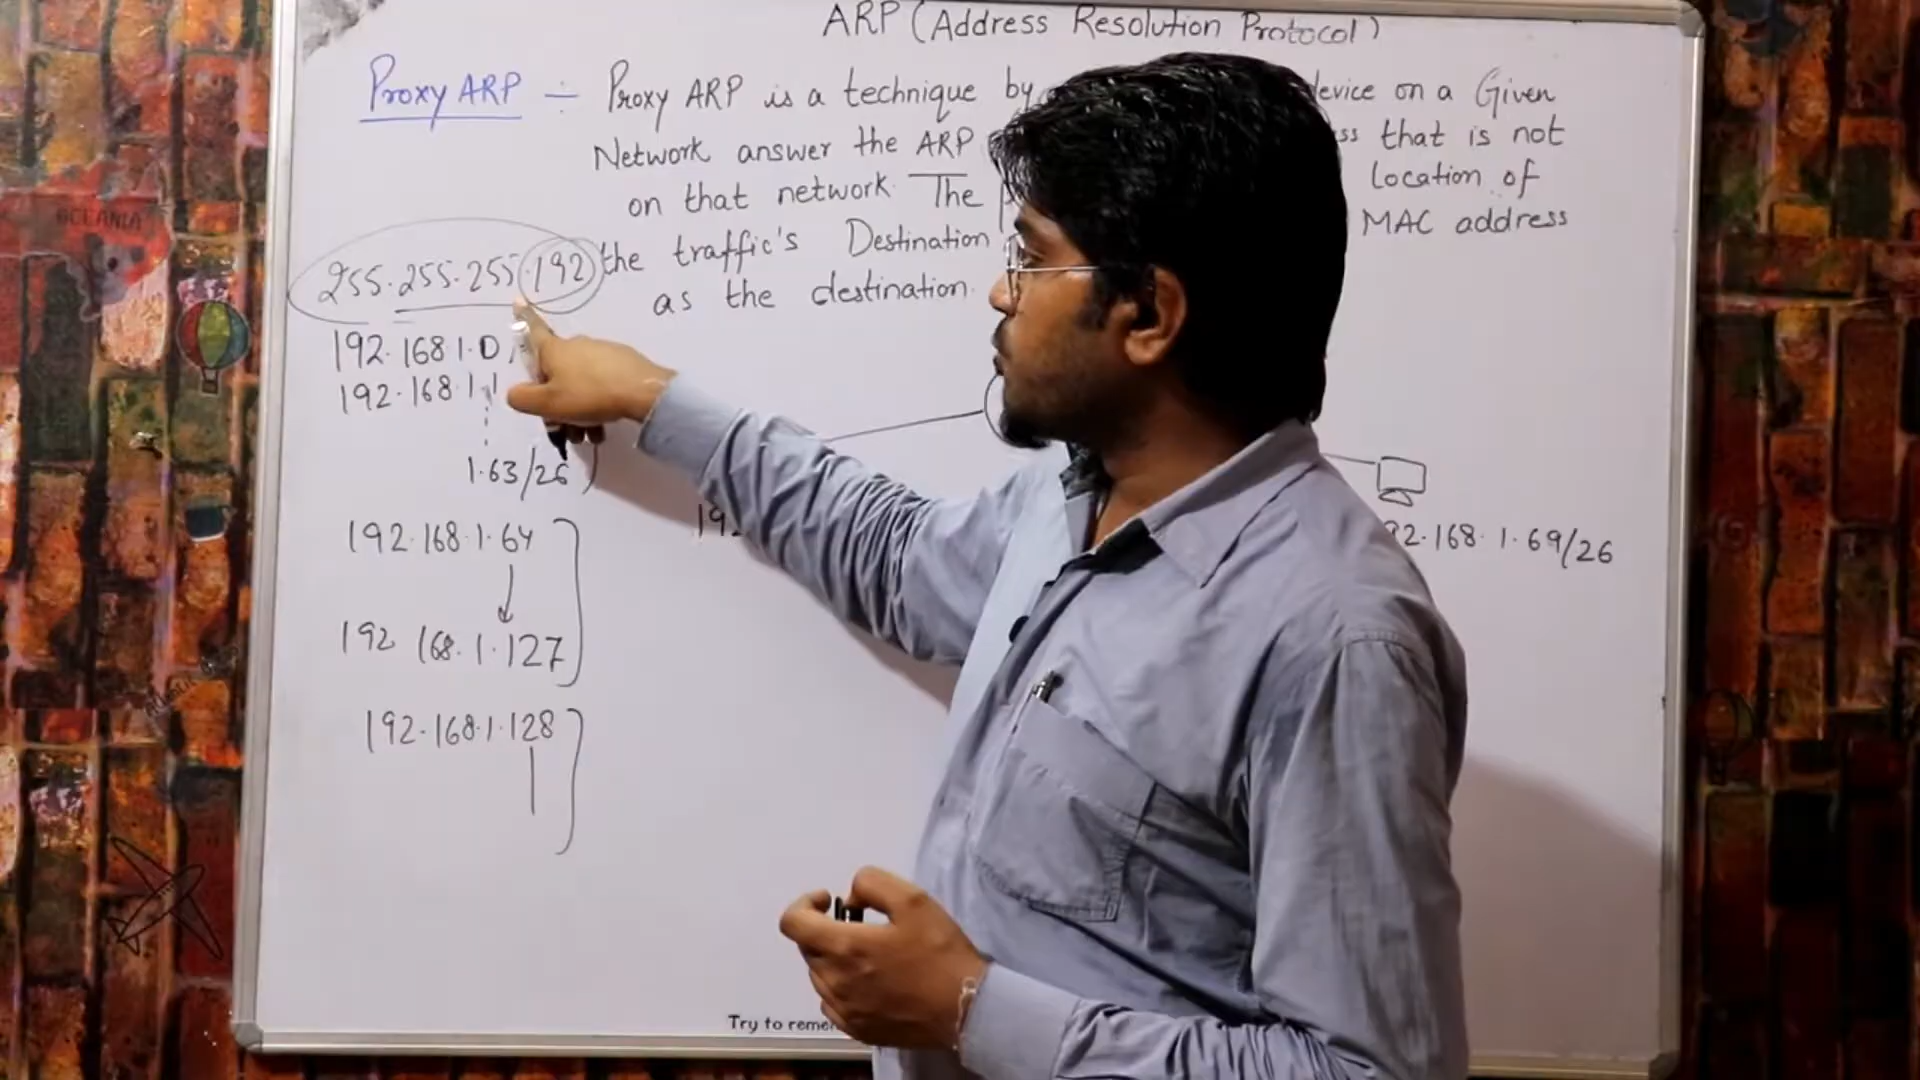 ARP (Address Resolution Protocol)
Proxy ARP ÷ Proxy ARP is a technique by device on a Given
Network answer the ARP that is not
on that network. The Location of
the traffic's Destination MAC address
as the destination.
255.255.255.192
192.168 1.0
192.168.1.1
1.63/26
192.168.1.64
192 168.1.127
192.168.1.128
192.168.1.69/26
OCEANIA
Try to